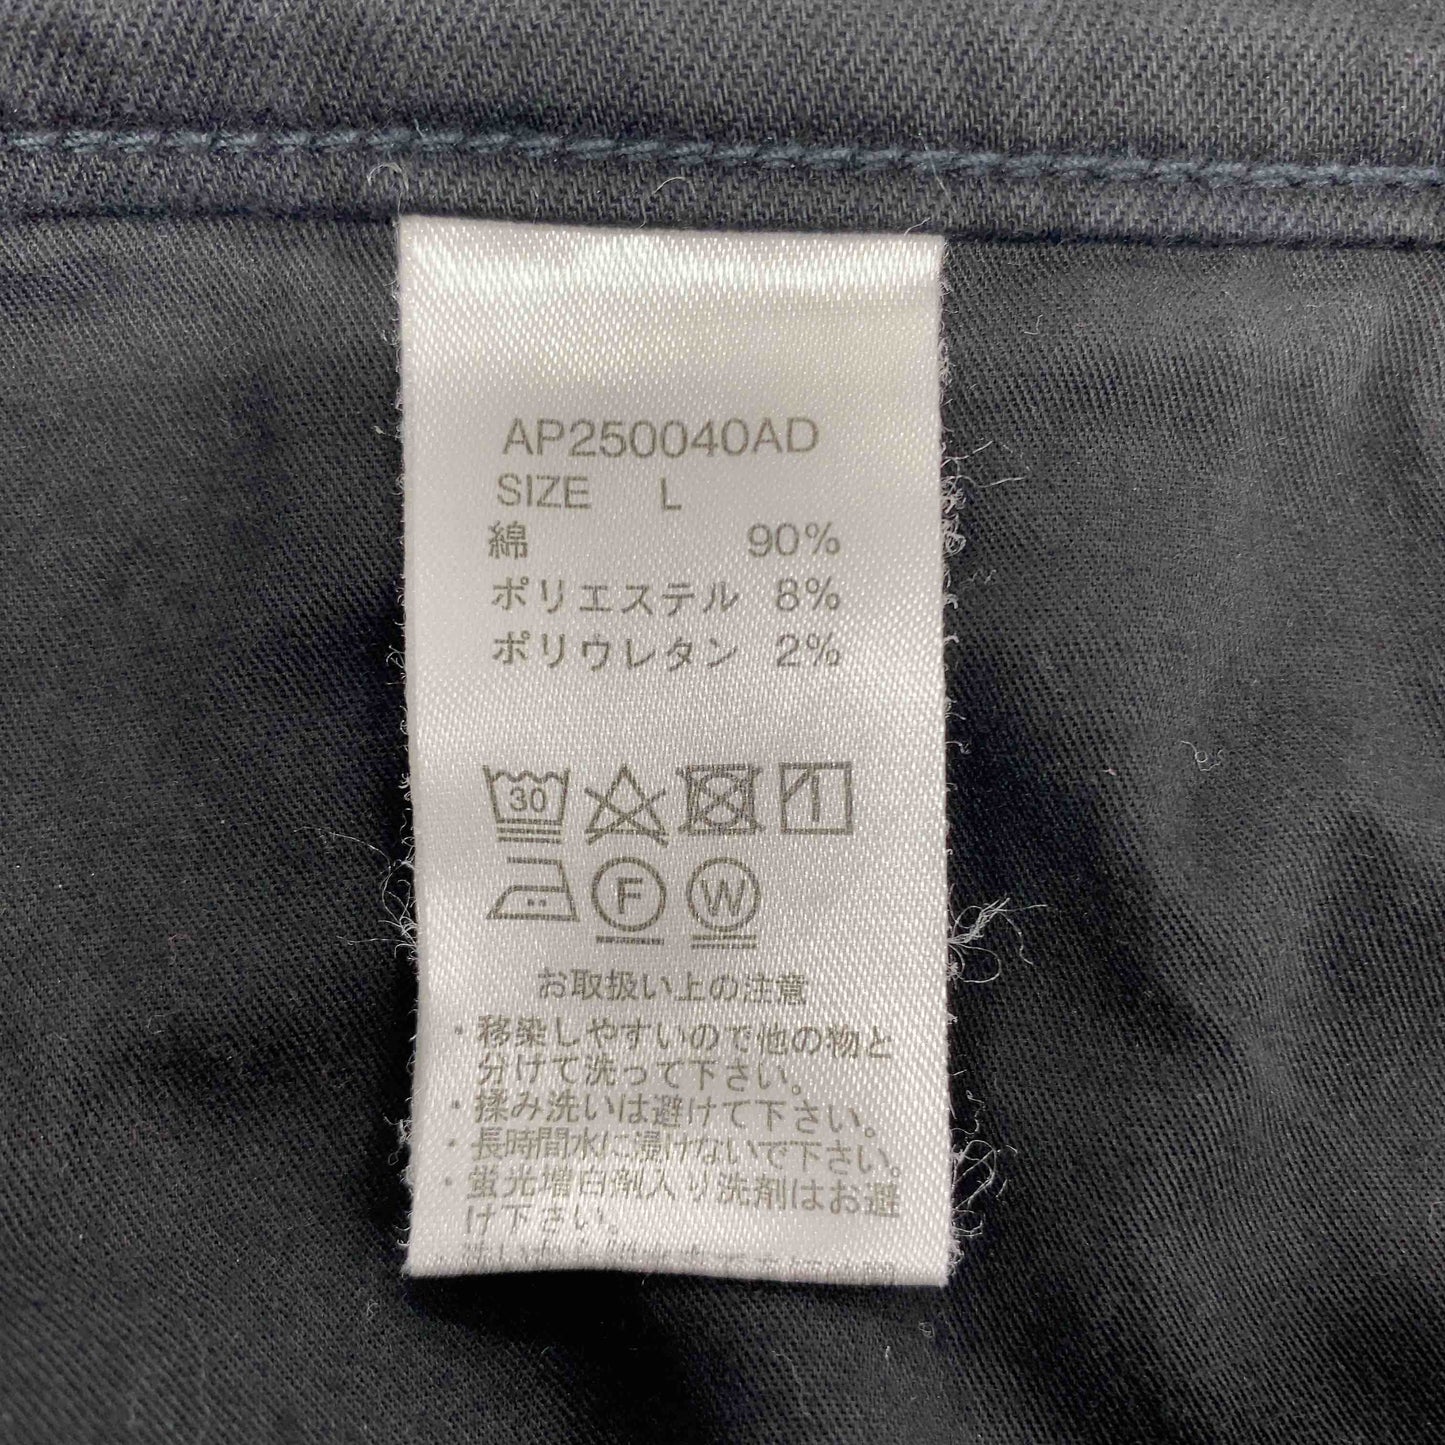 AP250040AD
SIZE L
綿 90%
ポリエステル 8%
ポリウレタン 2%
30
F W
お取扱い上の注意
・移染しやすいので他の物と
分けて洗って下さい。
・揉み洗いは避けて下さい。
・長時間水に浸けないで下さい。
・蛍光増白剤入り洗剤はお避
け下さい。